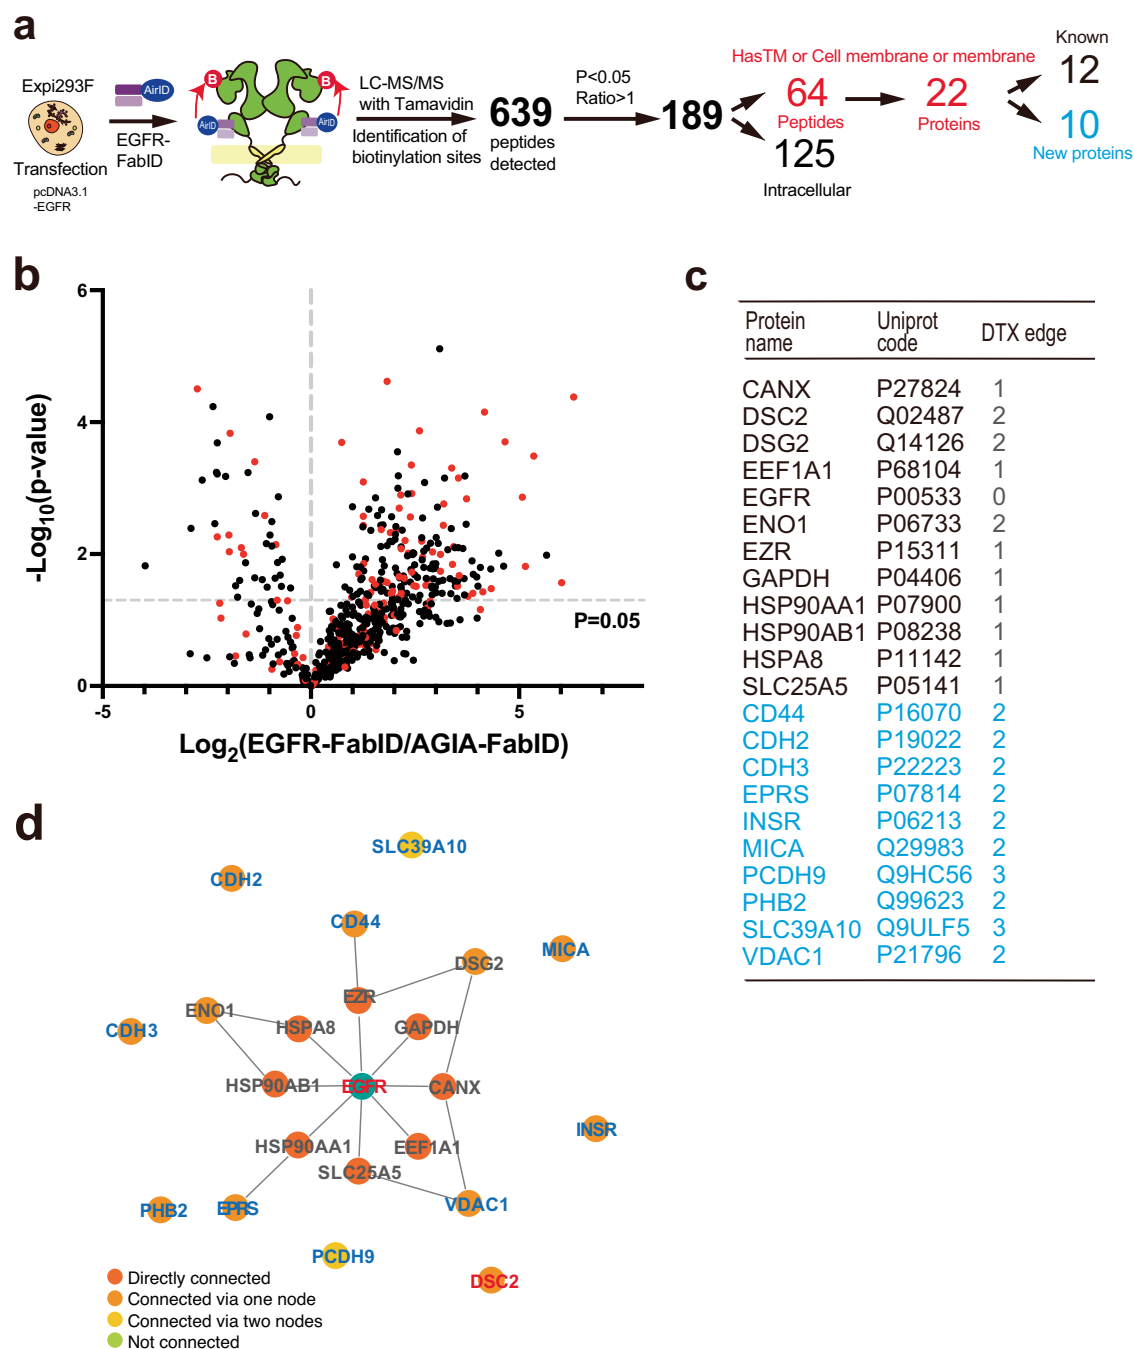 a
Expi293F
Transfection
pcDNA3.1
-EGFR
AirID
EGFR-
FabID
B
B
AirID
AirID
LC-MS/MS
with Tamavidin
Identification of
biotinylation sites
639
peptides
detected
P<0.05
Ratio>1
189
HasTM or Cell membrane or membrane
64
Peptides
125
Intracellular
22
Proteins
Known
12
10
New proteins
b
-Log10(p-value)
6
4
2
0
-5
0
5
P=0.05
Log2(EGFR-FabID/AGIA-FabID)
c
Protein name Uniprot code DTX edge
CANX P27824 1
DSC2 Q02487 2
DSG2 Q14126 2
EEF1A1 P68104 1
EGFR P00533 0
ENO1 P06733 2
EZR P15311 1
GAPDH P04406 1
HSP90AA1 P07900 1
HSP90AB1 P08238 1
HSPA8 P11142 1
SLC25A5 P05141 1
CD44 P16070 2
CDH2 P19022 2
CDH3 P22223 2
EPRS P07814 2
INSR P06213 2
MICA Q29983 2
PCDH9 Q9HC56 3
PHB2 Q99623 2
SLC39A10 Q9ULF5 3
VDAC1 P21796 2
d
SLC39A10
CDH2
CD44
MICA
DSG2
EZR
ENO1
HSPA8
GAPDH
CDH3
HSP90AB1
EGFR
CANX
INSR
HSP90AA1
EEF1A1
SLC25A5
PHB2
EPRS
VDAC1
PCDH9
DSC2
Directly connected
Connected via one node
Connected via two nodes
Not connected